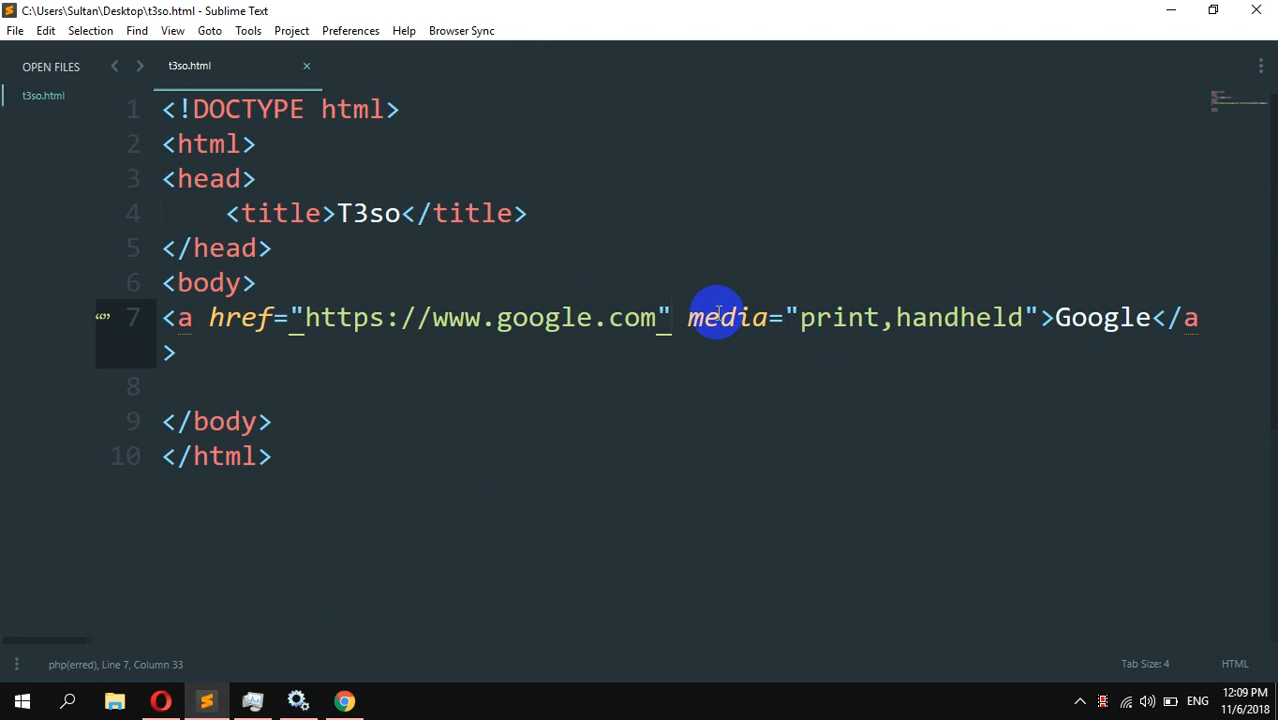 C:\Users\Sultan\Desktop\t3so.html - Sublime Text
File Edit Selection Find View Goto Tools Project Preferences Help Browser Sync
OPEN FILES
t3so.html
t3so.html
1 <!DOCTYPE html>
2 <html>
3 <head>
4 <title>T3so</title>
5 </head>
6 <body>
7 <a href="https://www.google.com" media="print,handheld">Google</a
>
8
9 </body>
10 </html>
php(erred), Line 7, Column 33
Tab Size: 4
HTML
ENG
12:09 PM
11/6/2018